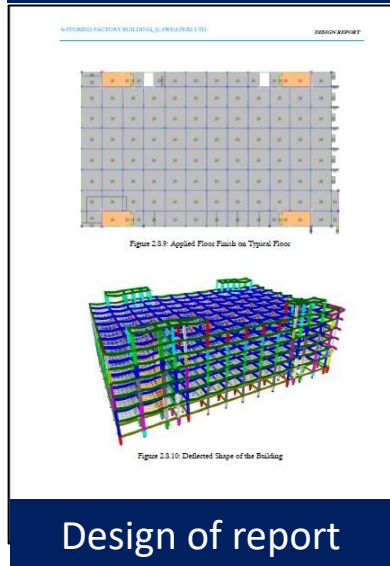 6-STORIED FACTORY BUILDING, JL SWEATERS LTD.
DESIGN REPORT
Figure 2.8.9: Applied Floor Finish on Typical Floor
Figure 2.8.10: Deflected Shape of the Building
Design of report